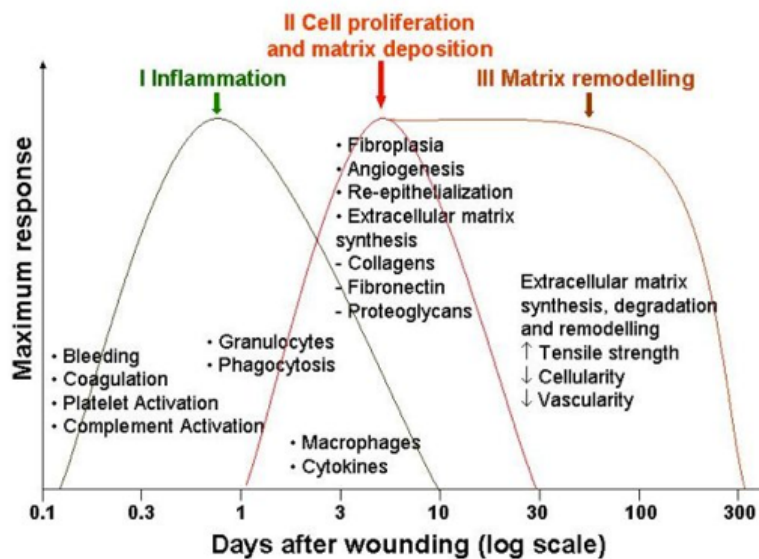 II Cell proliferation
and matrix deposition
I Inflammation
III Matrix remodelling
Maximum response
• Fibroplasia
• Angiogenesis
• Re-epithelialization
• Extracellular matrix
synthesis
- Collagens
- Fibronectin
- Proteoglycans
Extracellular matrix
synthesis, degradation
and remodelling
↑ Tensile strength
↓ Cellularity
↓ Vascularity
• Granulocytes
• Phagocytosis
• Bleeding
• Coagulation
• Platelet Activation
• Complement Activation
• Macrophages
• Cytokines
0.1 0.3 1 3 10 30 100 300
Days after wounding (log scale)